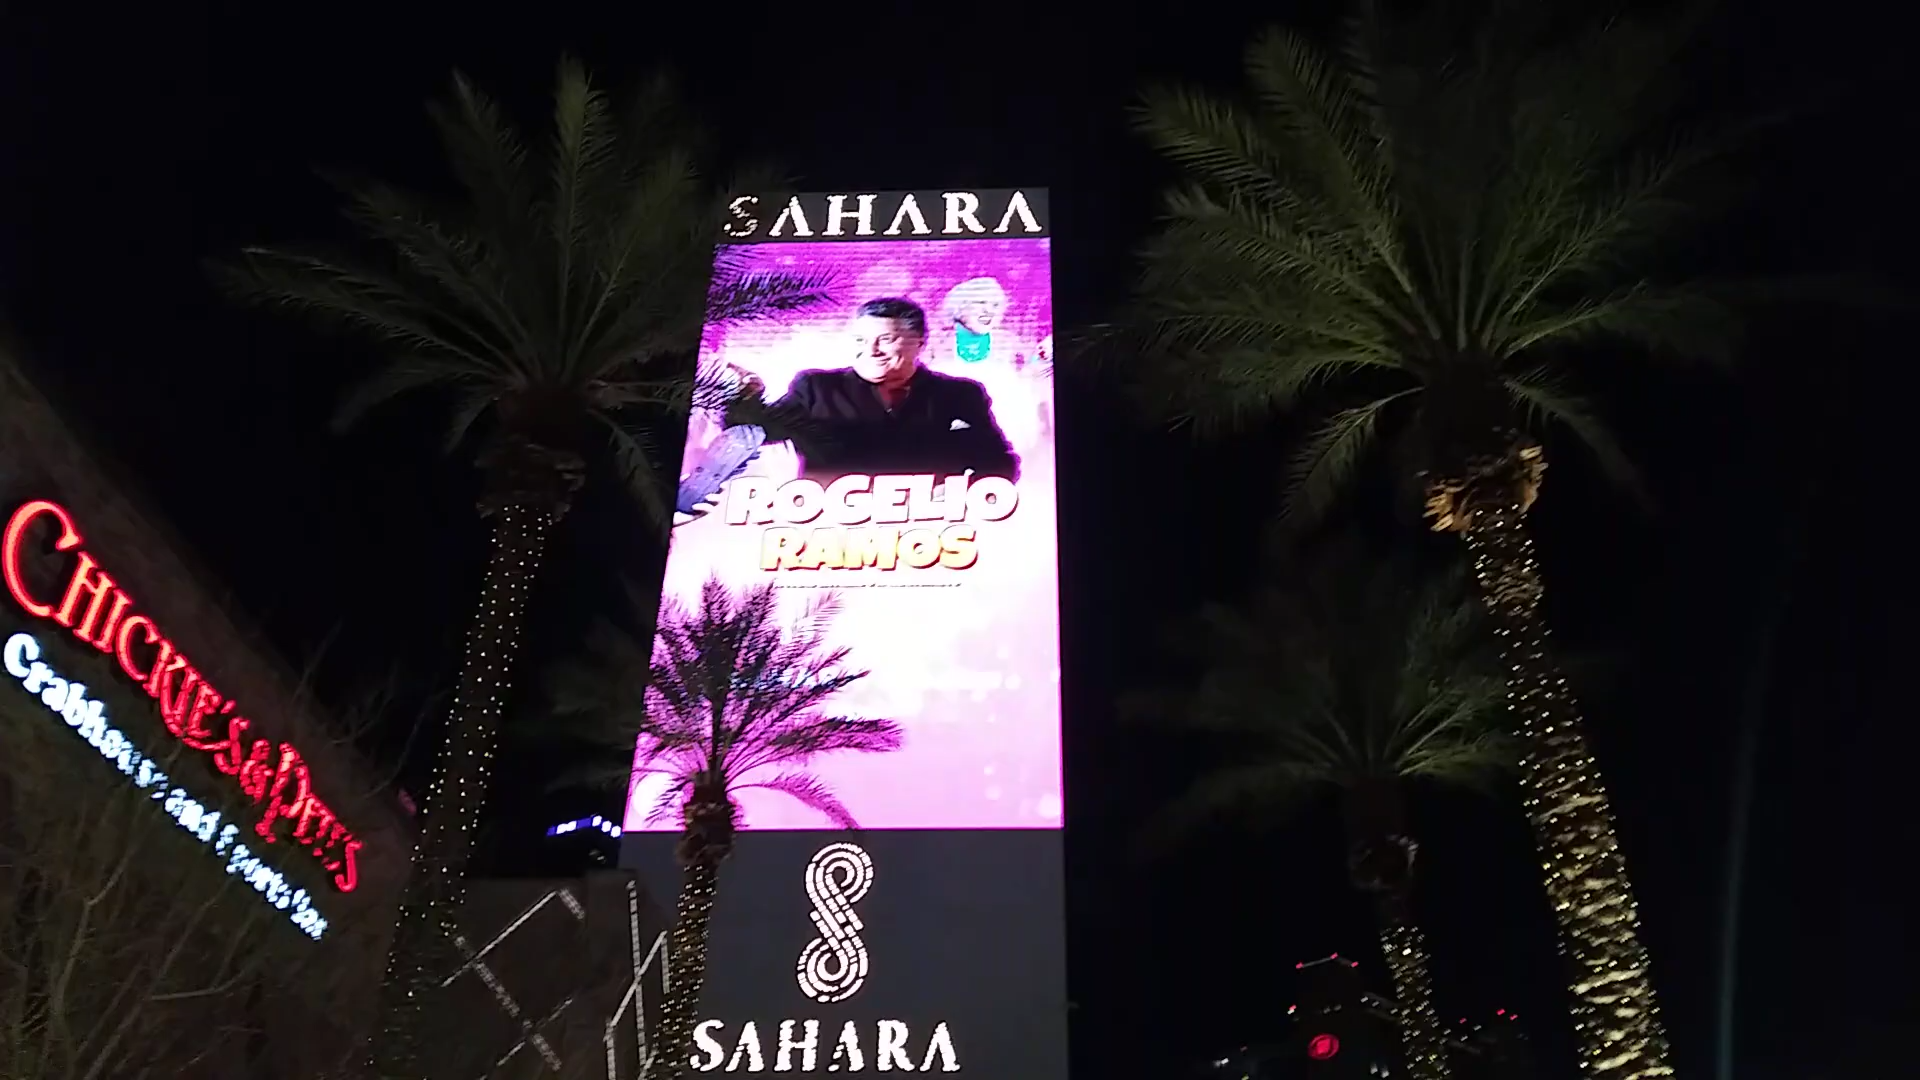 SAHARA
ROGELIO
RAMOS
CHICKIE'S & PETE'S
Crabhouse and Sports Bar
SAHARA